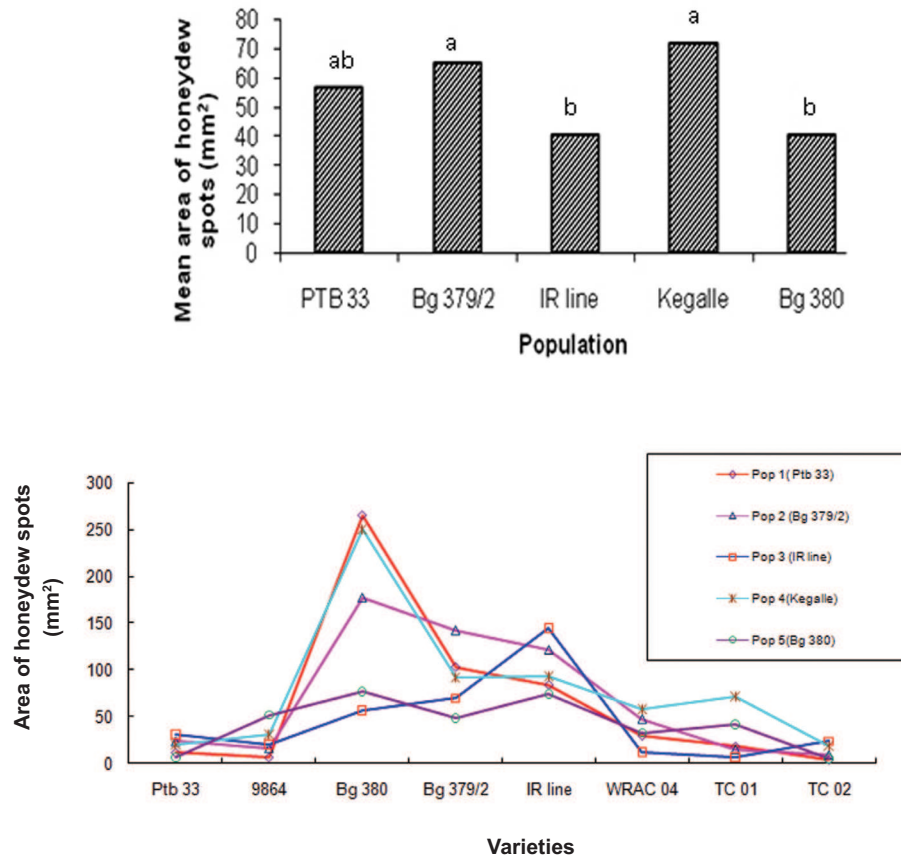 Mean area of honeydew
spots (mm²)
80
70
60
50
40
30
20
10
0
ab
a
b
a
b
PTB 33 Bg 379/2 IR line Kegalle Bg 380
Population
Area of honeydew spots
(mm²)
300
250
200
150
100
50
0
Pop 1( Ptb 33)
Pop 2 (Bg 379/2)
Pop 3 (IR line)
Pop 4(Kegalle)
Pop 5(Bg 380)
Ptb 33 9864 Bg 380 Bg 379/2 IR line WRAC 04 TC 01 TC 02
Varieties